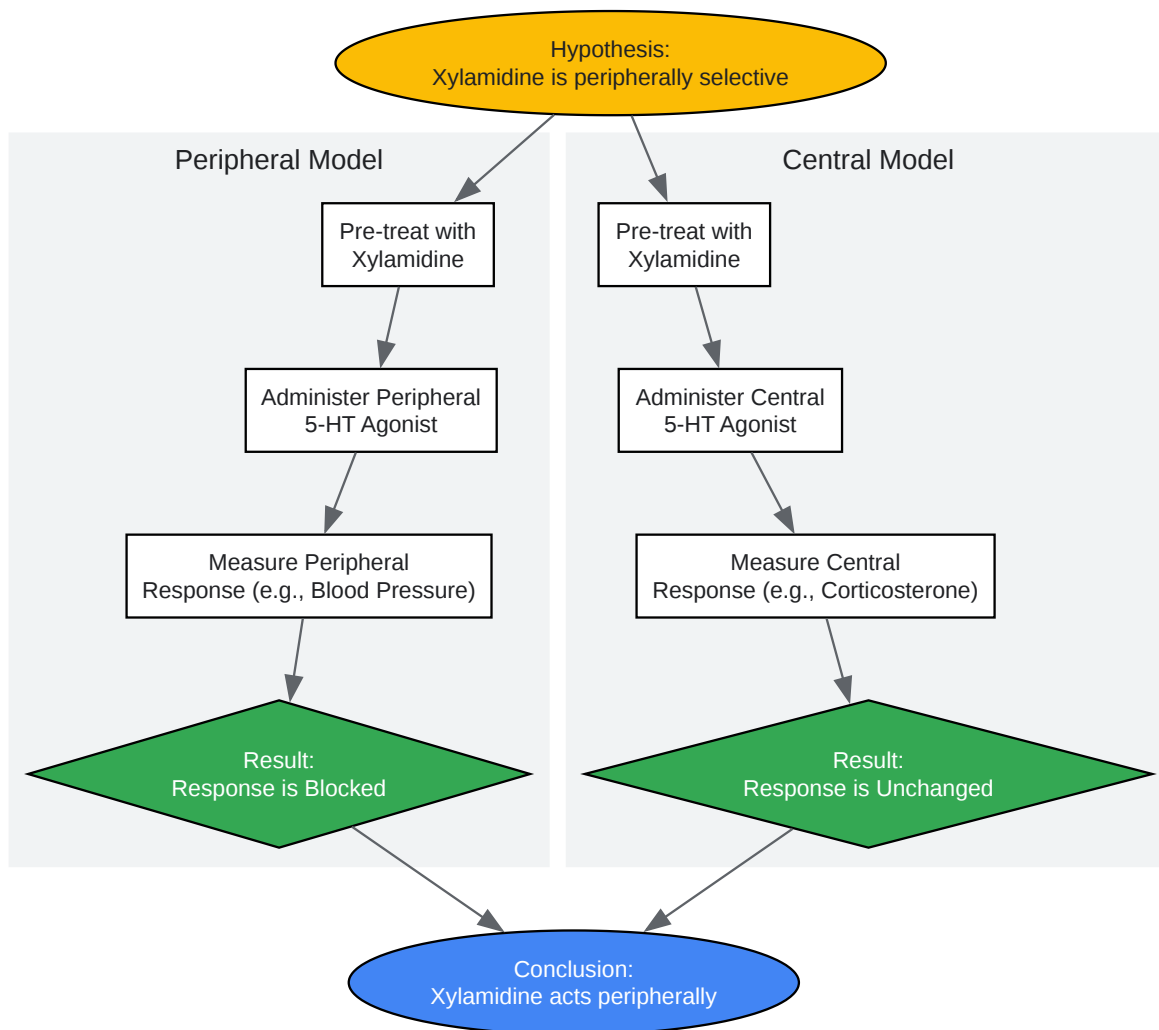 Hypothesis:
Xylamidine is peripherally selective
Peripheral Model
Pre-treat with
Xylamidine
Administer Peripheral
5-HT Agonist
Measure Peripheral
Response (e.g., Blood Pressure)
Result:
Response is Blocked
Central Model
Pre-treat with
Xylamidine
Administer Central
5-HT Agonist
Measure Central
Response (e.g., Corticosterone)
Result:
Response is Unchanged
Conclusion:
Xylamidine acts peripherally